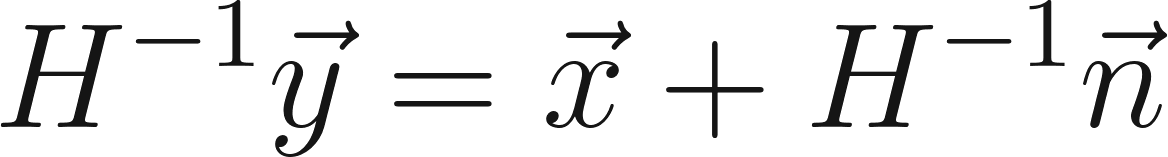 $H^{-1}\vec{y} = \vec{x} + H^{-1}\vec{n}$